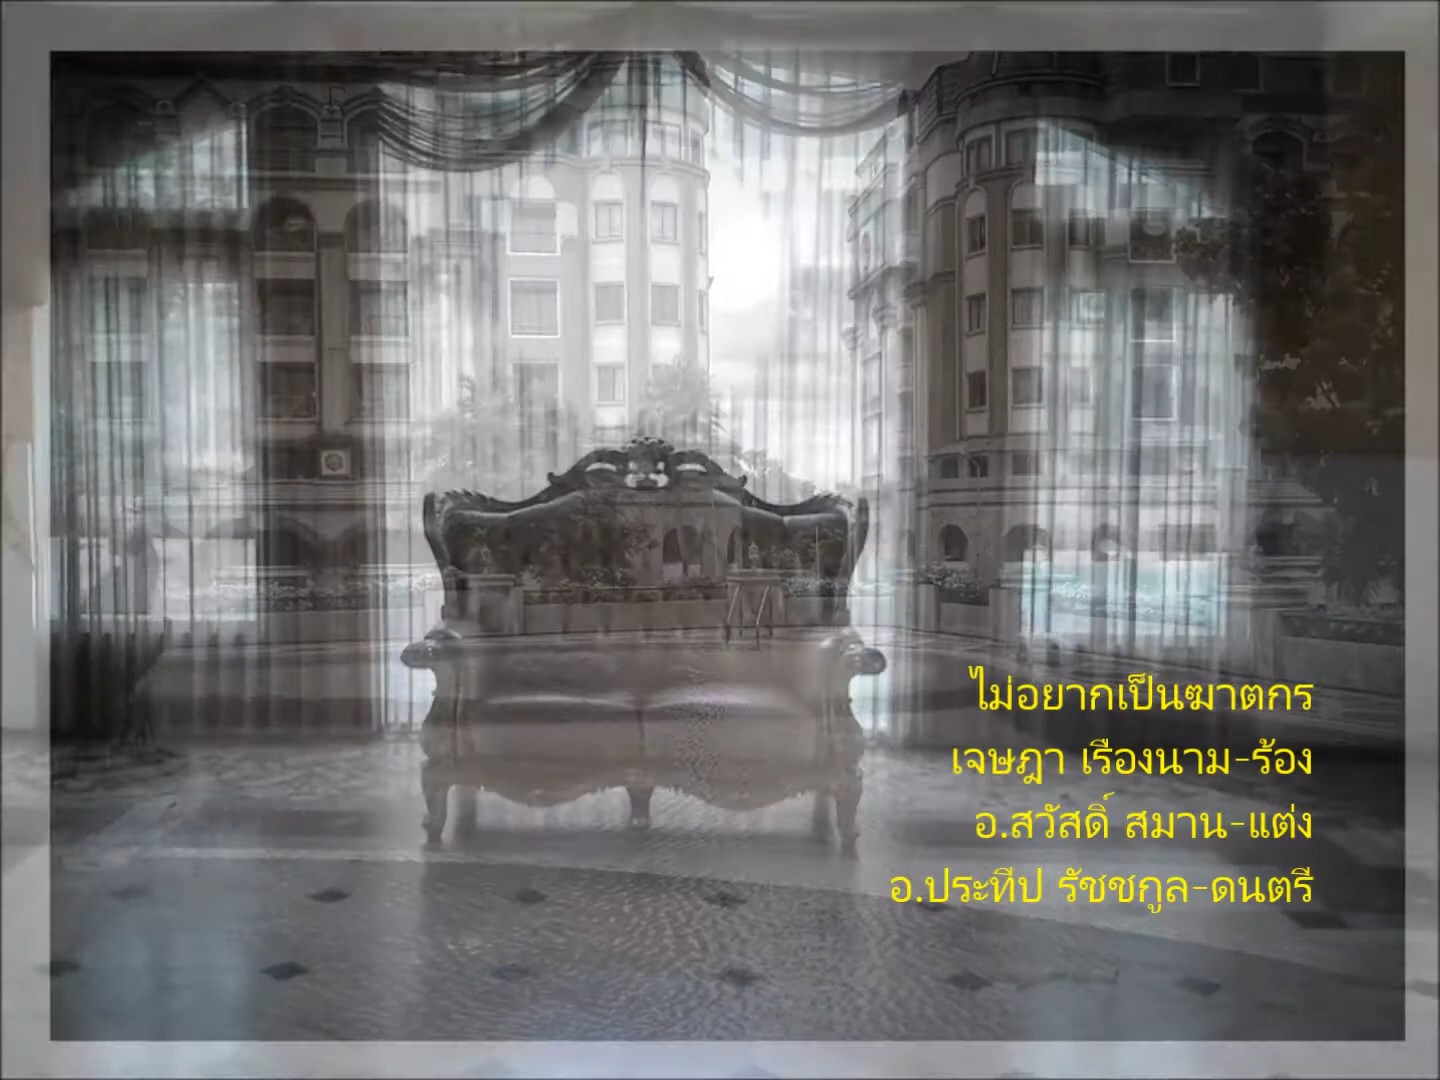 ไม่อยากเป็นฆาตกร
เจษฎา เรืองนาม-ร้อง
อ.สวัสดิ์ สมาน-แต่ง
อ.ประทีป รัชชกูล-ดนตรี